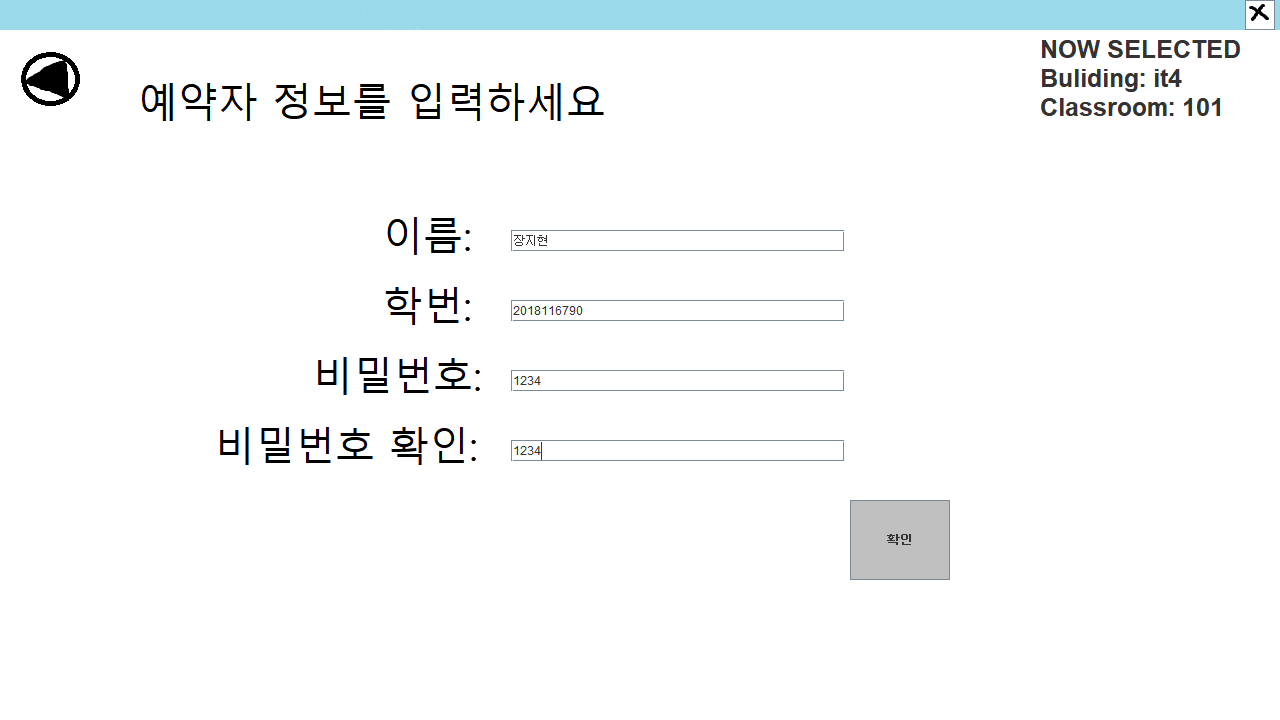 NOW SELECTED
Buliding: it4
Classroom: 101
예약자 정보를 입력하세요
이름: 장지현
학번: 2018116790
비밀번호: 1234
비밀번호 확인: 1234
확인